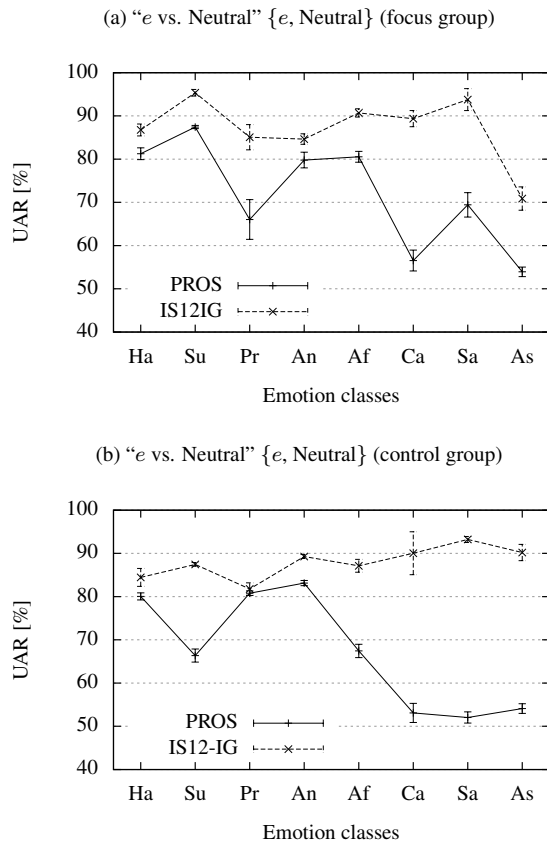 (a) “e vs. Neutral” {e, Neutral} (focus group)
100
90
80
70
60
50
40
UAR [%]
PROS
IS12IG
Ha Su Pr An Af Ca Sa As
Emotion classes
(b) “e vs. Neutral” {e, Neutral} (control group)
100
90
80
70
60
50
40
UAR [%]
PROS
IS12-IG
Ha Su Pr An Af Ca Sa As
Emotion classes